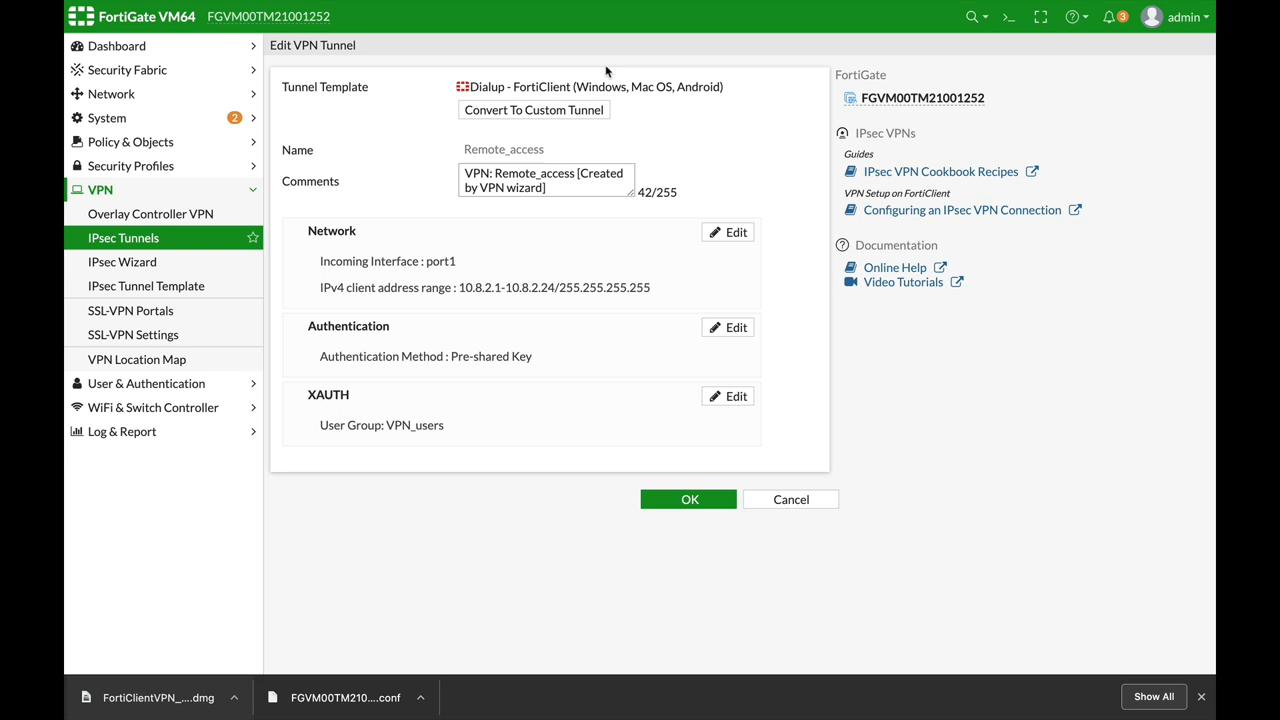 FortiGate VM64 FGVM00TM21001252
3
admin
Dashboard
Security Fabric
Network
System 2
Policy & Objects
Security Profiles
VPN
Overlay Controller VPN
IPsec Tunnels
IPsec Wizard
IPsec Tunnel Template
SSL-VPN Portals
SSL-VPN Settings
VPN Location Map
User & Authentication
WiFi & Switch Controller
Log & Report
Edit VPN Tunnel
Tunnel Template Dialup - FortiClient (Windows, Mac OS, Android)
Convert To Custom Tunnel
Name Remote_access
Comments VPN: Remote_access [Created
by VPN wizard]
42/255
Network Edit
Incoming Interface : port1
IPv4 client address range : 10.8.2.1-10.8.2.24/255.255.255.255
Authentication Edit
Authentication Method : Pre-shared Key
XAUTH Edit
User Group: VPN_users
OK Cancel
FortiGate
FGVM00TM21001252
IPsec VPNs
Guides
IPsec VPN Cookbook Recipes
VPN Setup on FortiClient
Configuring an IPsec VPN Connection
Documentation
Online Help
Video Tutorials
FortiClientVPN_....dmg
FGVM00TM210....conf
Show All